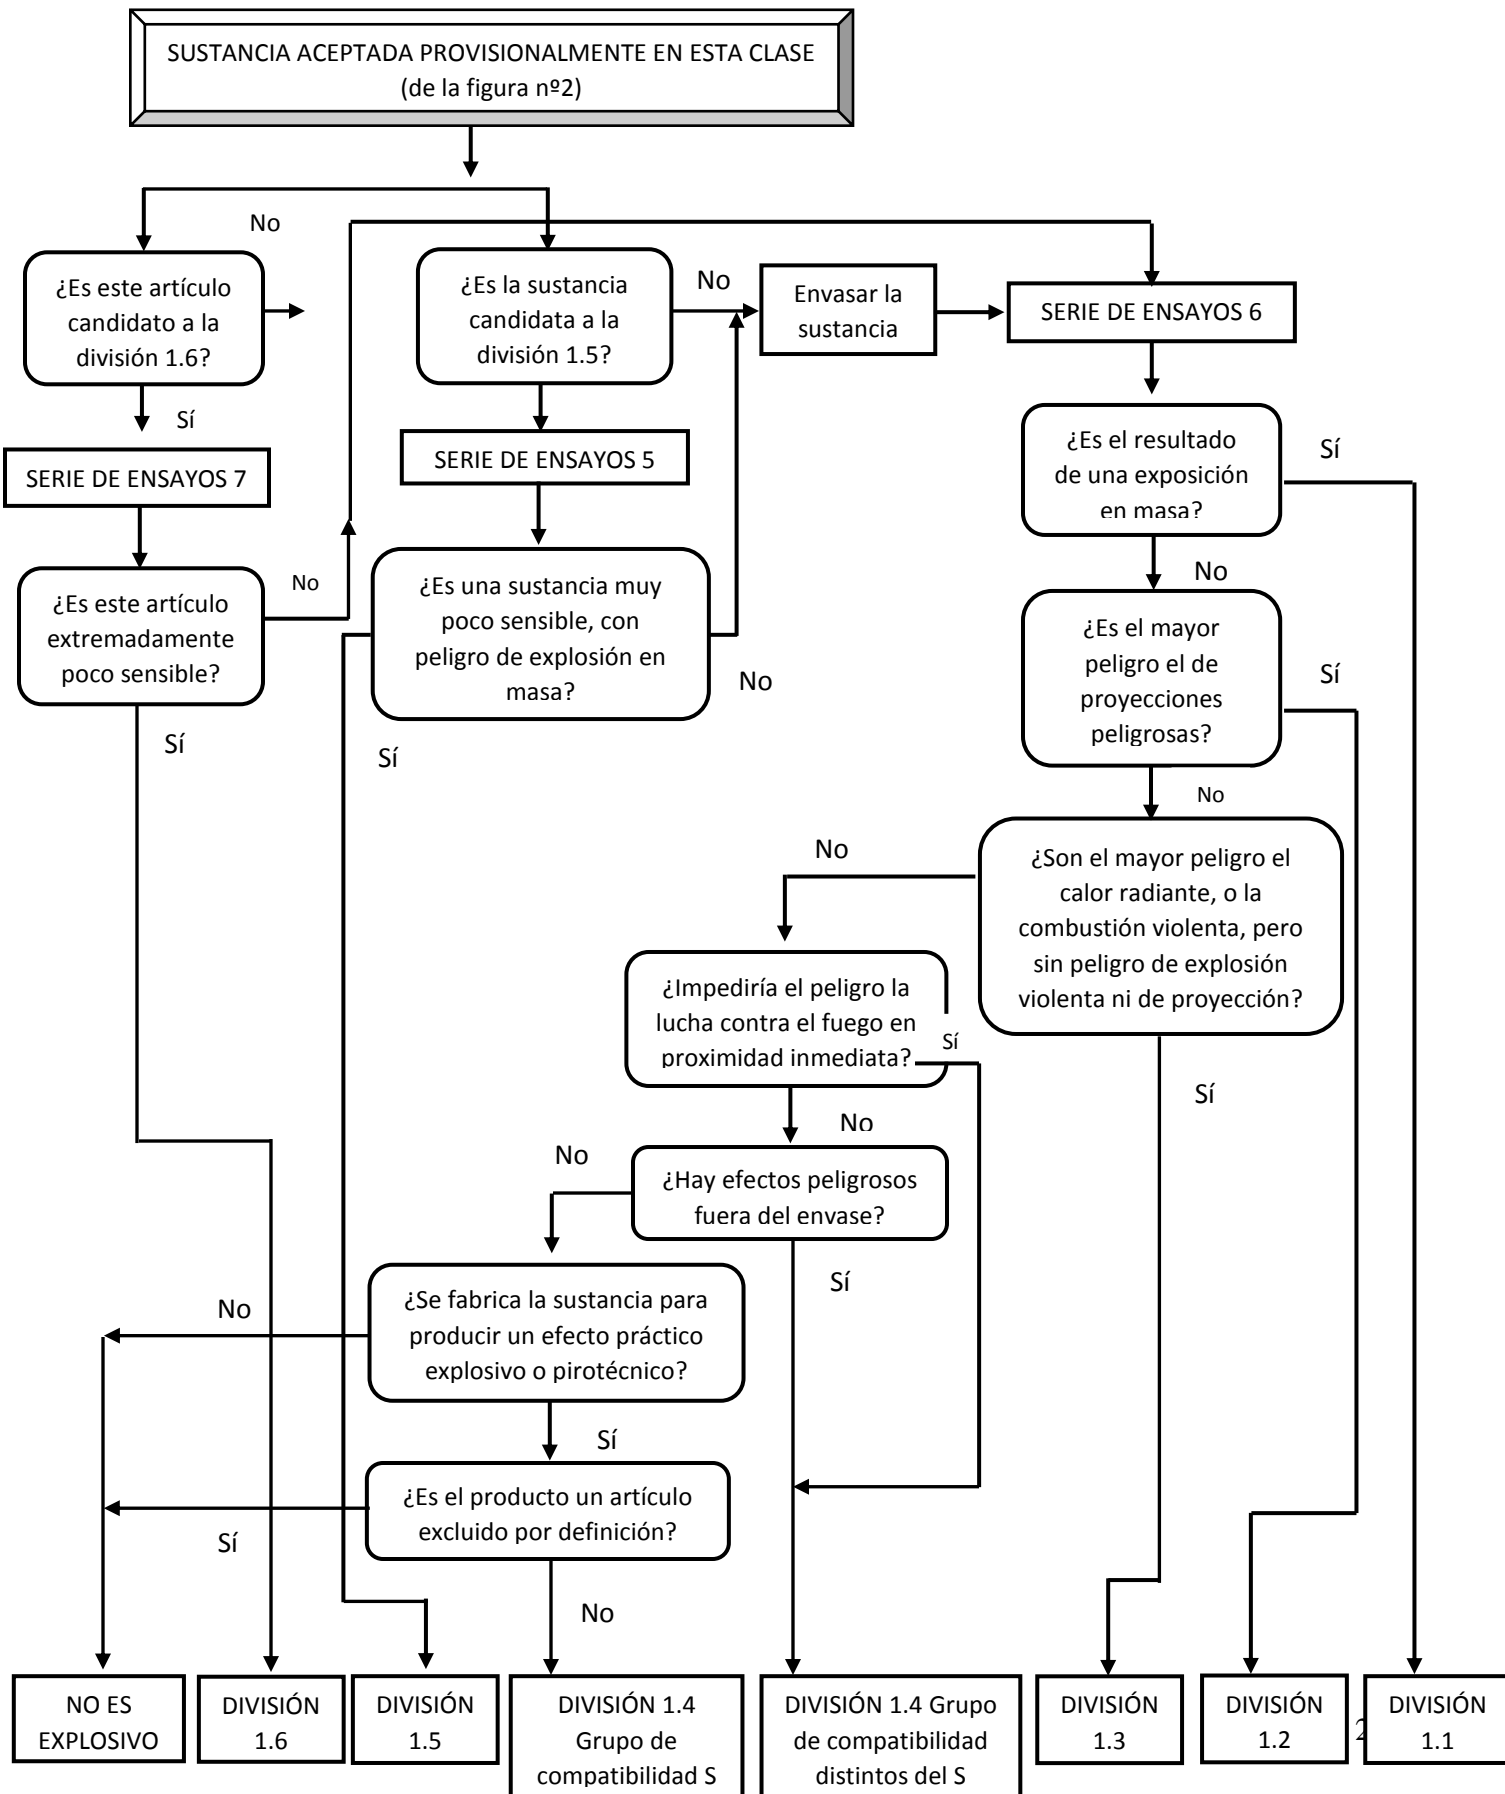 SUSTANCIA ACEPTADA PROVISIONALMENTE EN ESTA CLASE
(de la figura nº2)
No
¿Es este artículo
candidato a la
división 1.6?
¿Es la sustancia
candidata a la
división 1.5?
No
Envasar la
sustancia
SERIE DE ENSAYOS 6
Sí
SERIE DE ENSAYOS 7
SERIE DE ENSAYOS 5
¿Es el resultado
de una exposición
en masa?
Sí
No
¿Es este artículo
extremadamente
poco sensible?
No
¿Es una sustancia muy
poco sensible, con
peligro de explosión en
masa?
No
¿Es el mayor
peligro el de
proyecciones
peligrosas?
Sí
Sí
Sí
No
¿Son el mayor peligro el
calor radiante, o la
combustión violenta, pero
sin peligro de explosión
violenta ni de proyección?
No
¿Impediría el peligro la
lucha contra el fuego en
proximidad inmediata?
Sí
Sí
No
¿Hay efectos peligrosos
fuera del envase?
No
Sí
¿Se fabrica la sustancia para
producir un efecto práctico
explosivo o pirotécnico?
No
Sí
¿Es el producto un artículo
excluido por definición?
Sí
No
NO ES
EXPLOSIVO
DIVISIÓN
1.6
DIVISIÓN
1.5
DIVISIÓN 1.4
Grupo de
compatibilidad S
DIVISIÓN 1.4 Grupo
de compatibilidad
distintos del S
DIVISIÓN
1.3
DIVISIÓN
1.2
DIVISIÓN
1.1